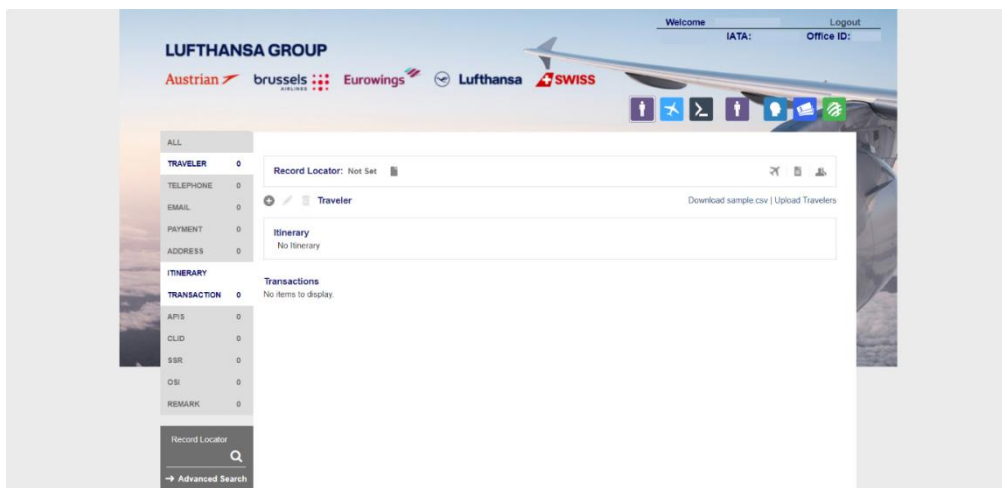 Welcome Logout
IATA: Office ID:
LUFTHANSA GROUP
Austrian brussels AIRLINES Eurowings Lufthansa SWISS
ALL
TRAVELER 0
TELEPHONE 0
EMAIL 0
PAYMENT 0
ADDRESS 0
ITINERARY
TRANSACTION 0
APIS 0
CLID 0
SSR 0
OSI 0
REMARK 0
Record Locator
→ Advanced Search
Record Locator: Not Set
Traveler Download sample.csv | Upload Travelers
Itinerary
No Itinerary
Transactions
No items to display.